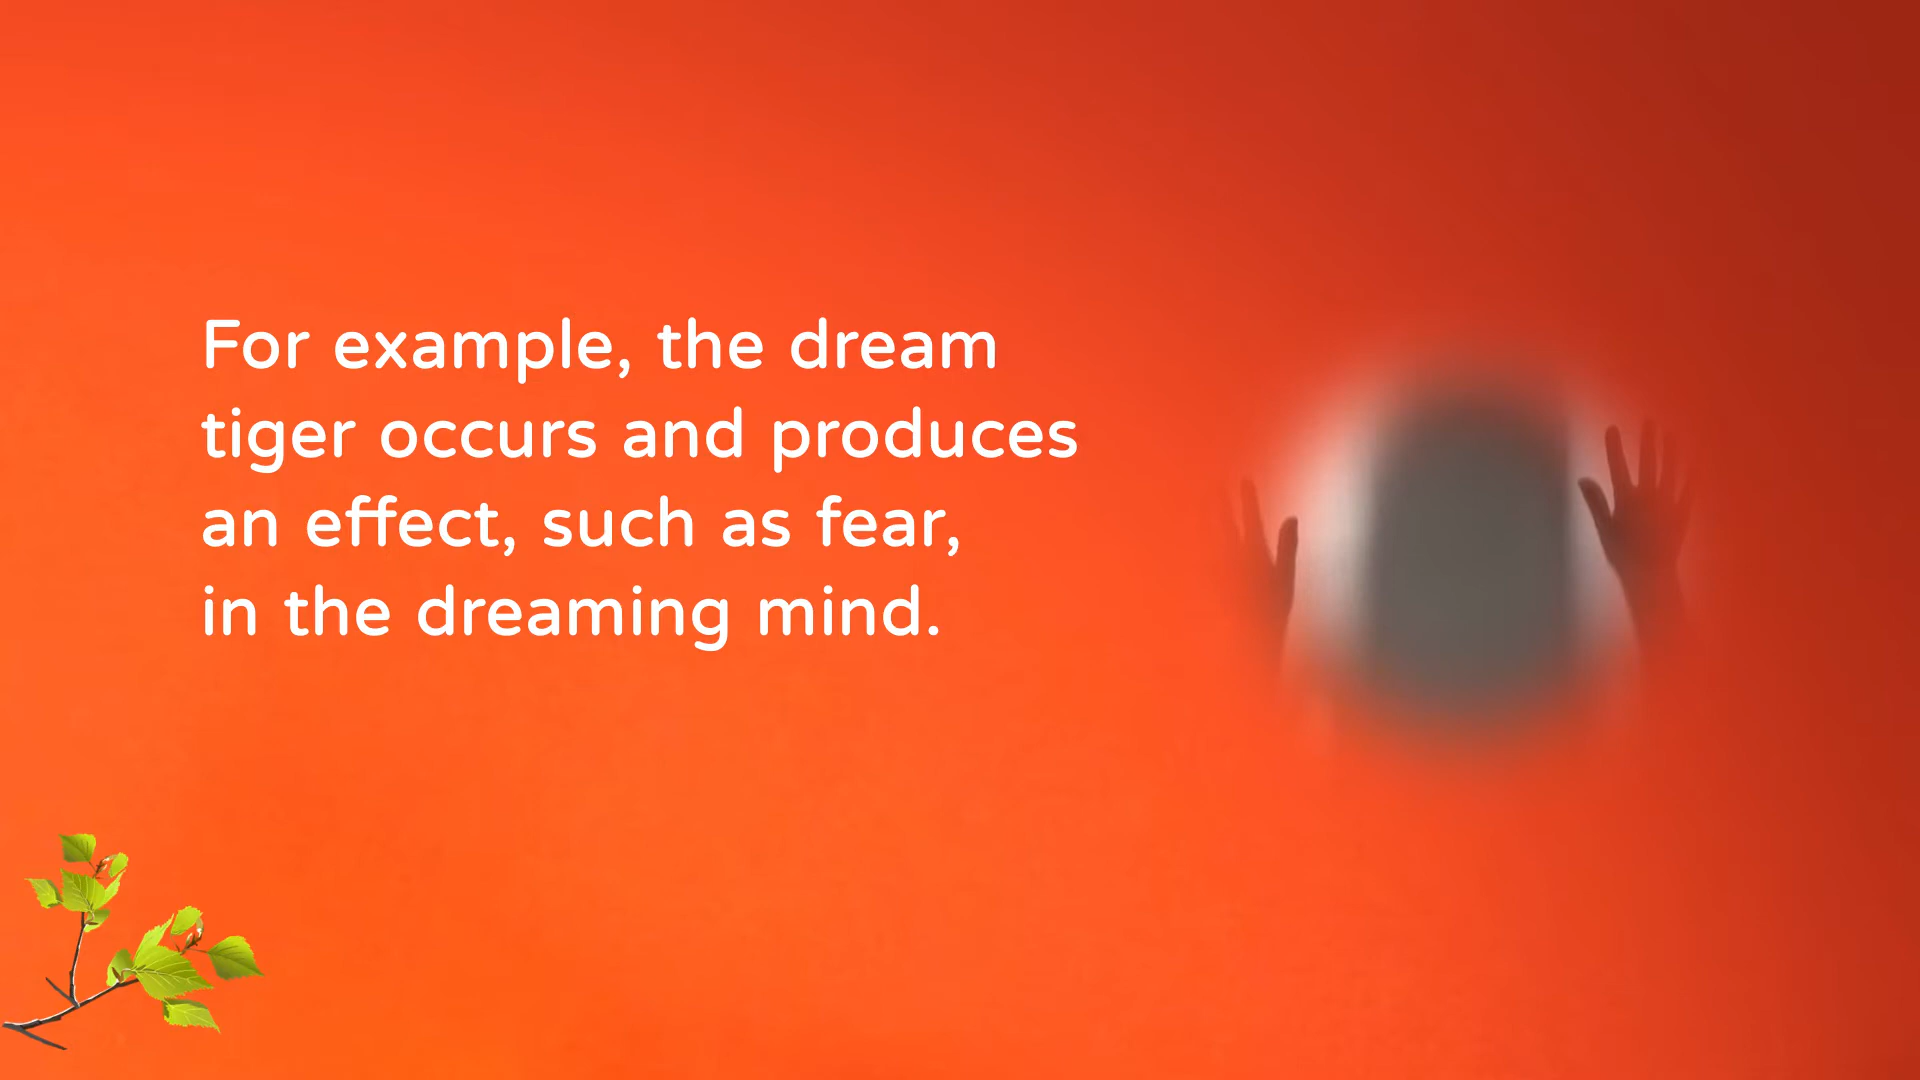 For example, the dream
tiger occurs and produces
an effect, such as fear,
in the dreaming mind.